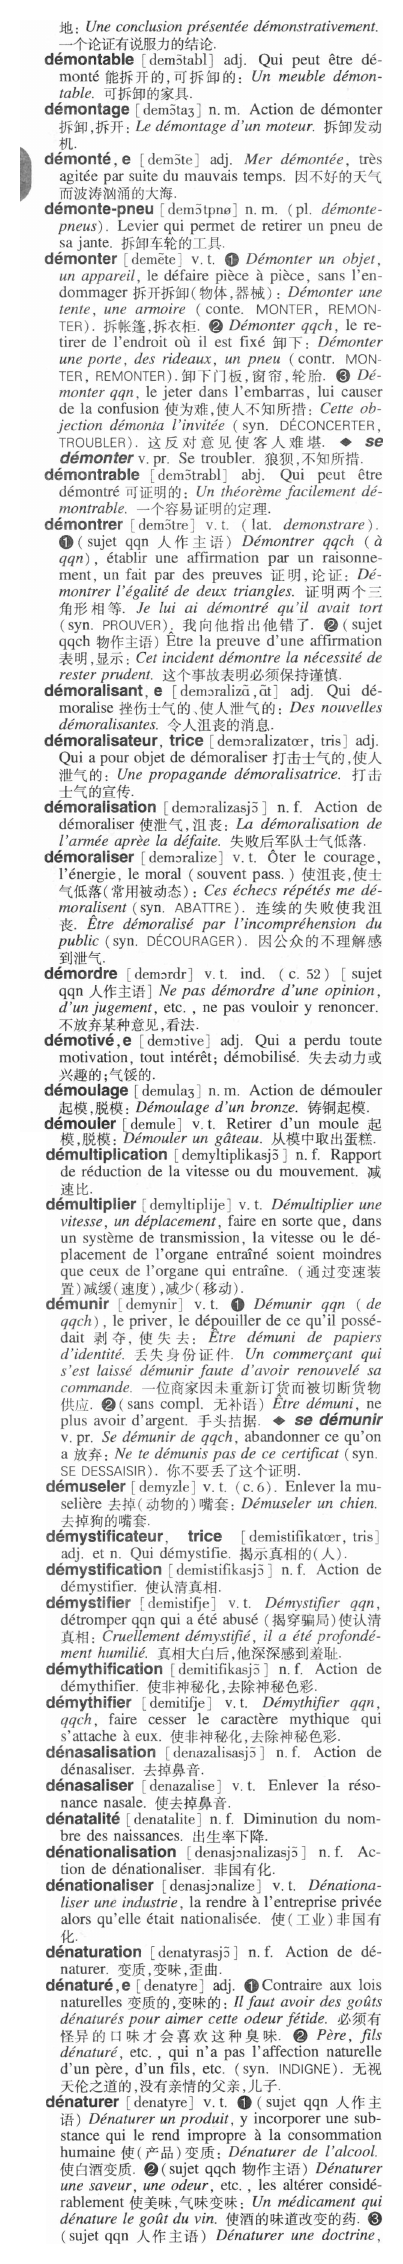 地: Une conclusion présentée démonstrativement.
一个论证有说服力的结论.
démontable [demɔ̃tabl] adj. Qui peut être dé-
monté 能拆开的,可拆卸的: Un meuble démon-
table. 可拆卸的家具.
démontage [demɔ̃taʒ] n. m. Action de démonter
拆卸,拆开: Le démontage d'un moteur. 拆卸发动
机.
démonté, e [demɔ̃te] adj. Mer démontée, très
agitée par suite du mauvais temps. 因不好的天气
而波涛汹涌的大海.
démonte-pneu [demɔ̃tpnø] n. m. (pl. démonte-
pneus). Levier qui permet de retirer un pneu de
sa jante. 拆卸车轮的工具.
démonter [demɛ̃te] v. t. ❶ Démonter un objet,
un appareil, le défaire pièce à pièce, sans l'en-
dommager 拆开拆卸(物体,器械): Démonter une
tente, une armoire (conte. MONTER, REMON-
TER). 拆帐篷,拆衣柜. ❷ Démonter qqch, le re-
tirer de l'endroit où il est fixé 卸下: Démonter
une porte, des rideaux, un pneu (contr. MON-
TER, REMONTER).卸下门板,窗帘,轮胎. ❸ Dé-
monter qqn, le jeter dans l'embarras, lui causer
de la confusion 使为难,使人不知所措: Cette ob-
jection démonta l'invitée (syn. DÉCONCERTER,
TROUBLER). 这反对意见使客人难堪. ◆ se
démonter v. pr. Se troubler. 狼狈,不知所措.
démontrable [demɔ̃trabl] abj. Qui peut être
démontré 可证明的: Un théorème facilement dé-
montrable. 一个容易证明的定理.
démontrer [demɔ̃tre] v. t. (lat. demonstrare).
❶(sujet qqn 人作主语) Démontrer qqch (à
qqn), établir une affirmation par un raisonne-
ment, un fait par des preuves 证明,论证: Dé-
montrer l'égalité de deux triangles. 证明两个三
角形相等. Je lui ai démontré qu'il avait tort
(syn. PROUVER). 我向他指出他错了. ❷(sujet
qqch 物作主语) Être la preuve d'une affirmation
表明,显示: Cet incident démontre la nécessité de
rester prudent. 这个事故表明必须保持谨慎.
démoralisant, e [demɔralizɑ̃, ɑ̃t] adj. Qui dé-
moralise 挫伤士气的、使人泄气的: Des nouvelles
démoralisantes. 令人沮丧的消息.
démoralisateur, trice [demɔralizatœr, tris] adj.
Qui a pour objet de démoraliser 打击士气的,使人
泄气的: Une propagande démoralisatrice. 打击
士气的宣传.
démoralisation [demɔralizasjɔ̃] n. f. Action de
démoraliser 使泄气,沮丧: La démoralisation de
l'armée après la défaite. 失败后军队士气低落.
démoraliser [demɔralize] v. t. Ôter le courage,
l'énergie, le moral (souvent pass.) 使沮丧,使士
气低落(常用被动态): Ces échecs répétés me dé-
moralisent (syn. ABATTRE). 连续的失败使我沮
丧. Être démoralisé par l'incompréhension du
public (syn. DÉCOURAGER). 因公众的不理解感
到泄气.
démordre [demɔrdr] v. t. ind. (c. 52) [sujet
qqn 人作主语] Ne pas démordre d'une opinion,
d'un jugement, etc., ne pas vouloir y renoncer.
不放弃某种意见,看法.
démotivé,e [demɔtive] adj. Qui a perdu toute
motivation, tout intérêt; démobilisé. 失去动力或
兴趣的;气馁的.
démoulage [demulaʒ] n. m. Action de démouler
起模,脱模: Démoulage d'un bronze. 铸铜起模.
démouler [demule] v. t. Retirer d'un moule 起
模,脱模: Démouler un gâteau. 从模中取出蛋糕.
démultiplication [demyltiplikasjɔ̃] n. f. Rapport
de réduction de la vitesse ou du mouvement. 减
速比.
démultiplier [demyltiplije] v. t. Démultiplier une
vitesse, un déplacement, faire en sorte que, dans
un système de transmission, la vitesse ou le dé-
placement de l'organe entraîné soient moindres
que ceux de l'organe qui entraîne. (通过变速装
置)减缓(速度),减少(移动).
démunir [demynir] v. t. ❶ Démunir qqn (de
qqch), le priver, le dépouiller de ce qu'il possé-
dait 剥夺, 使失去: Être démuni de papiers
d'identité. 丢失身份证件. Un commerçant qui
s'est laissé démunir faute d'avoir renouvelé sa
commande. 一位商家因未重新订货而被切断货物
供应. ❷(sans compl. 无补语) Être démuni, ne
plus avoir d'argent. 手头拮据. ◆ se démunir
v. pr. Se démunir de qqch, abandonner ce qu'on
a 放弃: Ne te démunis pas de ce certificat (syn.
SE DESSAISIR). 你不要丢了这个证明.
démuseler [demyzle] v. t. (c.6). Enlever la mu-
selière 去掉(动物的)嘴套: Démuseler un chien.
去掉狗的嘴套.
démystificateur, trice [demistifikatœr, tris]
adj. et n. Qui démystifie. 揭示真相的(人).
démystification [demistifikasjɔ̃] n. f. Action de
démystifier. 使认清真相.
démystifier [demistifje] v. t. Démystifier qqn,
détromper qqn qui a été abusé (揭穿骗局)使认清
真相: Cruellement démystifié, il a été profondé-
ment humilié. 真相大白后,他深深感到羞耻.
démythification [demitifikasjɔ̃] n. f. Action de
démythifier. 使非神秘化,去除神秘色彩.
démythifier [demitifje] v. t. Démythifier qqn,
qqch, faire cesser le caractère mythique qui
s'attache à eux. 使非神秘化,去除神秘色彩.
dénasalisation [denazalisasjɔ̃] n. f. Action de
dénasaliser. 去掉鼻音.
dénasaliser [denazalise] v. t. Enlever la réso-
nance nasale. 使去掉鼻音.
dénatalité [denatalite] n. f. Diminution du nom-
bre des naissances. 出生率下降.
dénationalisation [denasjɔnalizasjɔ̃] n. f. Ac-
tion de dénationaliser. 非国有化.
dénationaliser [denasjɔnalize] v. t. Dénationa-
liser une industrie, la rendre à l'entreprise privée
alors qu'elle était nationalisée. 使(工业)非国有
化.
dénaturation [denatyrasjɔ̃] n. f. Action de dé-
naturer. 变质,变味,歪曲.
dénaturé,e [denatyre] adj. ❶Contraire aux lois
naturelles 变质的,变味的: Il faut avoir des goûts
dénaturés pour aimer cette odeur fétide. 必须有
怪异的口味才会喜欢这种臭味. ❷ Père, fils
dénaturé, etc., qui n'a pas l'affection naturelle
d'un père, d'un fils, etc. (syn. INDIGNE). 无视
天伦之道的,没有亲情的父亲,儿子.
dénaturer [denatyre] v. t. ❶ (sujet qqn 人作主
语) Dénaturer un produit, y incorporer une sub-
stance qui le rend impropre à la consommation
humaine 使(产品)变质: Dénaturer de l'alcool.
使白酒变质. ❷(sujet qqch 物作主语) Dénaturer
une saveur, une odeur, etc., les altérer considé-
rablement 使美味,气味变味: Un médicament qui
dénature le goût du vin. 使酒的味道改变的药. ❸
(sujet qqn 人作主语) Dénaturer une doctrine,